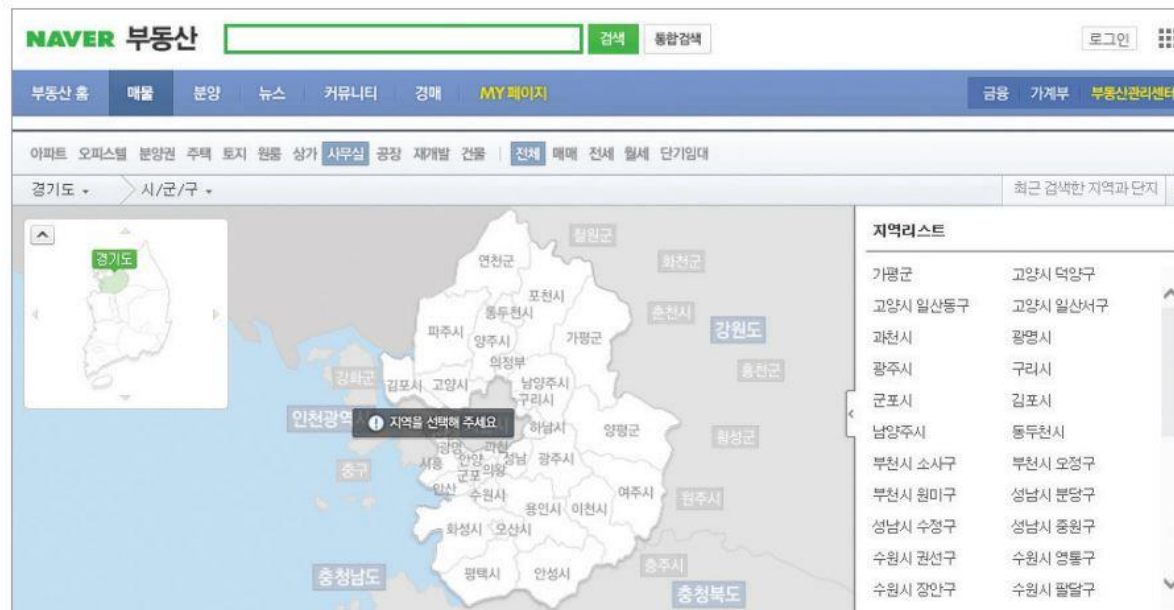 NAVER 부동산 검색 통합검색 로그인
부동산 홈 매물 분양 뉴스 커뮤니티 경매 MY 페이지 금융 가계부 부동산관리센터
아파트 오피스텔 분양권 주택 토지 원룸 상가 사무실 공장 재개발 건물 전체 매매 전세 월세 단기임대
경기도 시/군/구 최근 검색한 지역과 단지
경기도
철원군
연천군
화천군
포천시
동두천시
춘천시
파주시
양주시
가평군
강원도
의정부
홍천군
강화군
김포시 고양시 남양주시
구리시
인천광역시
지역을 선택해 주세요
하남시
양평군
횡성군
광명 과천
시흥 안양 성남 광주시
군포 의왕
중구
안산
수원시
여주시
원주시
용인시 이천시
화성시 오산시
충주시
평택시 안성시
충청남도
충청북도
지역리스트
가평군 고양시 덕양구
고양시 일산동구 고양시 일산서구
과천시 광명시
광주시 구리시
군포시 김포시
남양주시 동두천시
부천시 소사구 부천시 오정구
부천시 원미구 성남시 분당구
성남시 수정구 성남시 중원구
수원시 권선구 수원시 영통구
수원시 장안구 수원시 팔달구